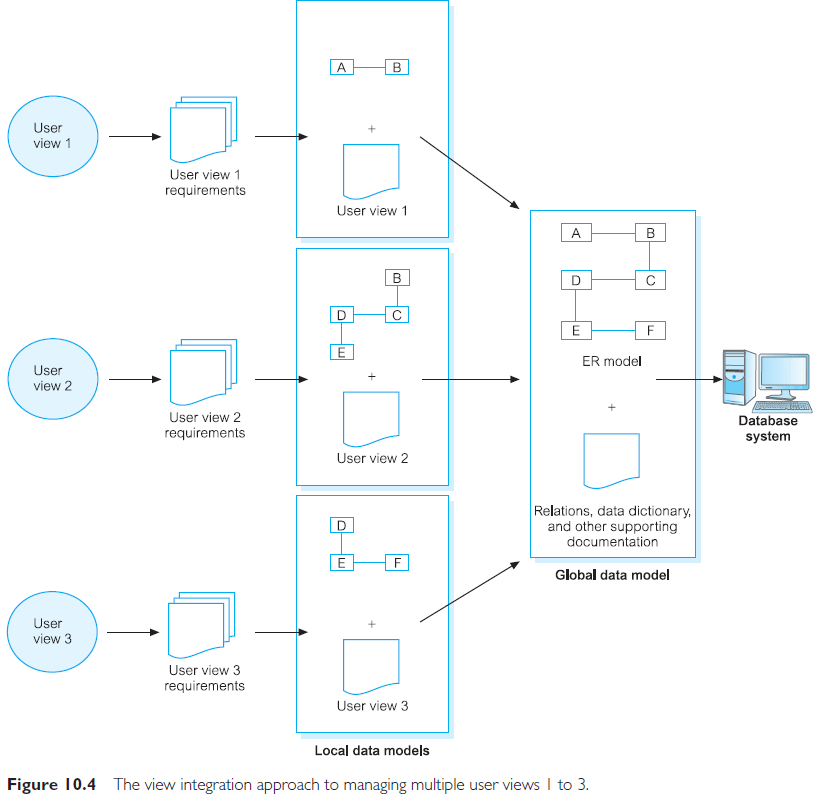 User
view 1
User view 1
requirements
A
B
+
User view 1
User
view 2
User view 2
requirements
B
D
C
E
+
User view 2
User
view 3
User view 3
requirements
D
E
F
+
User view 3
Local data models
A
B
D
C
E
F
ER model
+
Relations, data dictionary,
and other supporting
documentation
Global data model
Database
system
Figure 10.4 The view integration approach to managing multiple user views 1 to 3.